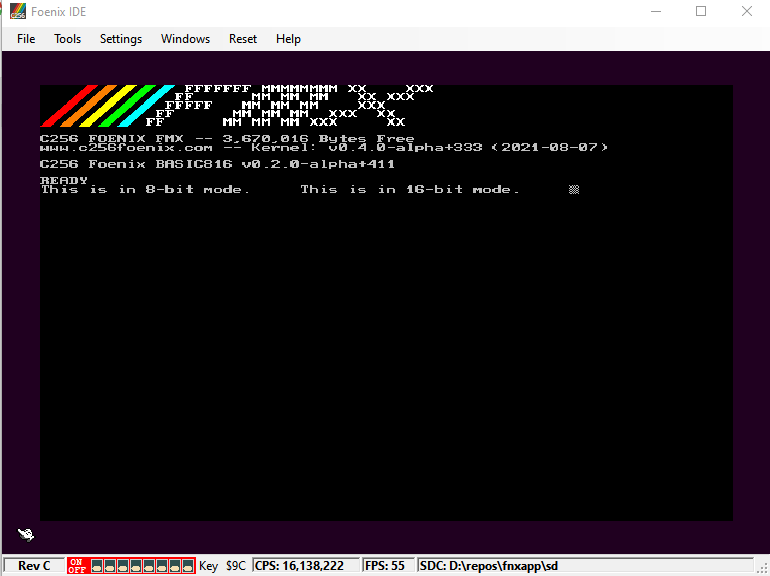 Foenix IDE
File Tools Settings Windows Reset Help
FFFFFFF MMMMMMMM XX XXX
FF MM MM MM XX XXX
FFFFF MM MM MM XXX
FF MM MM MM XXX XX
FF MM MM MM XXX XX
C256 FOENIX FMX -- 3,670,016 Bytes Free
www.c256foenix.com -- Kernel: v0.4.0-alpha+333 (2021-08-07)
C256 Foenix BASIC816 v0.2.0-alpha+411
READY
This is in 8-bit mode. This is in 16-bit mode.
Rev C ON OFF Key $9C CPS: 16,138,222 FPS: 55 SDC: D:\repos\fnxapp\sd